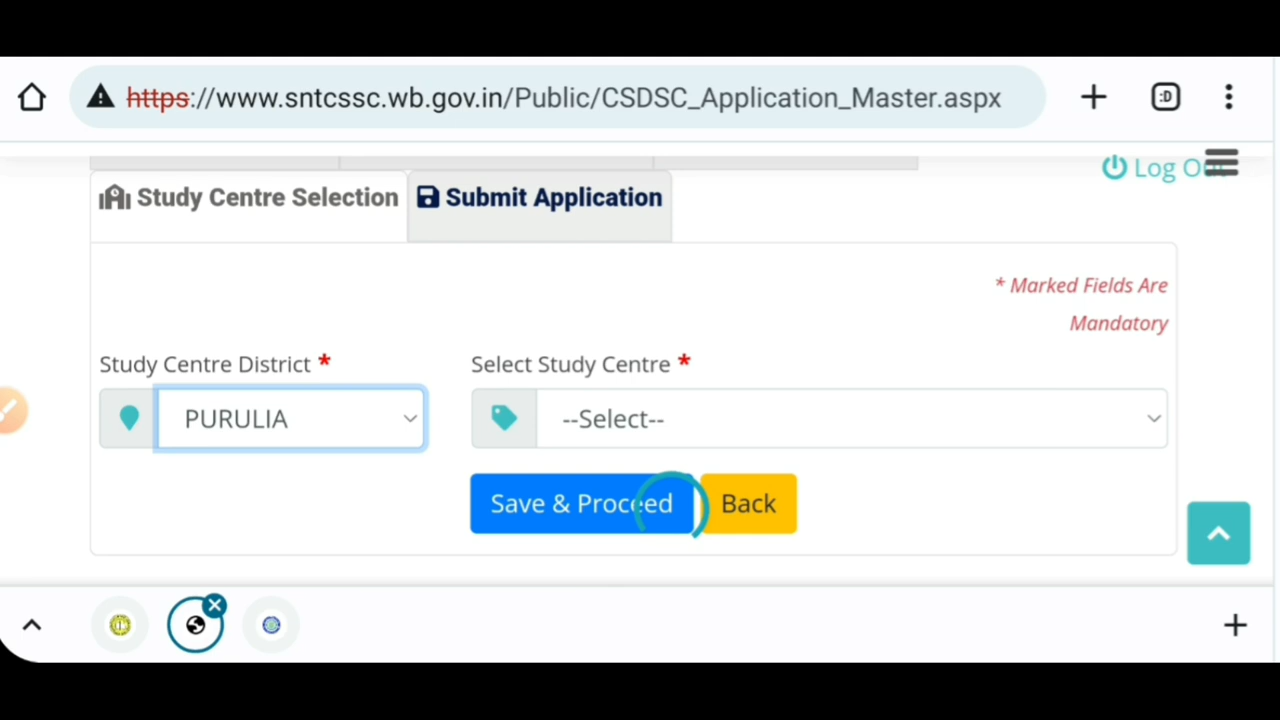 https://www.sntcssc.wb.gov.in/Public/CSDSC_Application_Master.aspx
:D
Log O
Study Centre Selection
Submit Application
* Marked Fields Are
Mandatory
Study Centre District *
Select Study Centre *
PURULIA
--Select--
Save & Proceed
Back